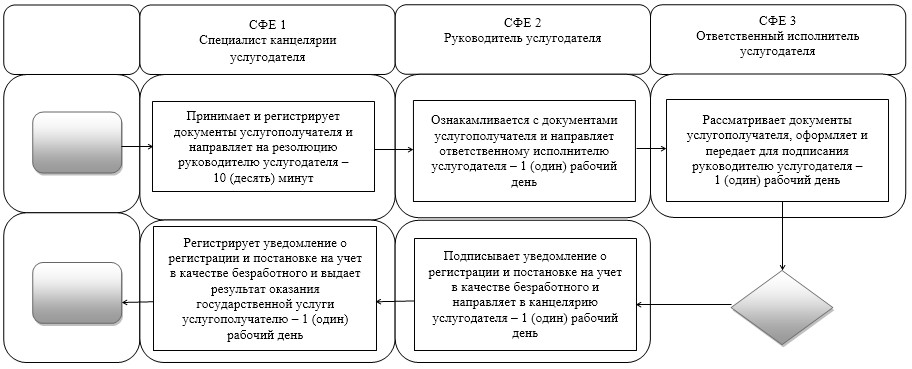 СФЕ 1
Специалист канцелярии
услугодателя
СФЕ 2
Руководитель услугодателя
СФЕ 3
Ответственный исполнитель
услугодателя
Принимает и регистрирует
документы услугополучателя и
направляет на резолюцию
руководителю услугодателя –
10 (десять) минут
Ознакамливается с документами
услугополучателя и направляет
ответственному исполнителю
услугодателя – 1 (один) рабочий
день
Рассматривает документы
услугополучателя, оформляет и
передает для подписания
руководителю услугодателя –
1 (один) рабочий день
Регистрирует уведомление о
регистрации и постановке на учет
в качестве безработного и выдает
результат оказания
государственной услуги
услугополучателю – 1 (один)
рабочий день
Подписывает уведомление о
регистрации и постановке на учет
в качестве безработного и
направляет в канцелярию
услугодателя – 1 (один) рабочий
день